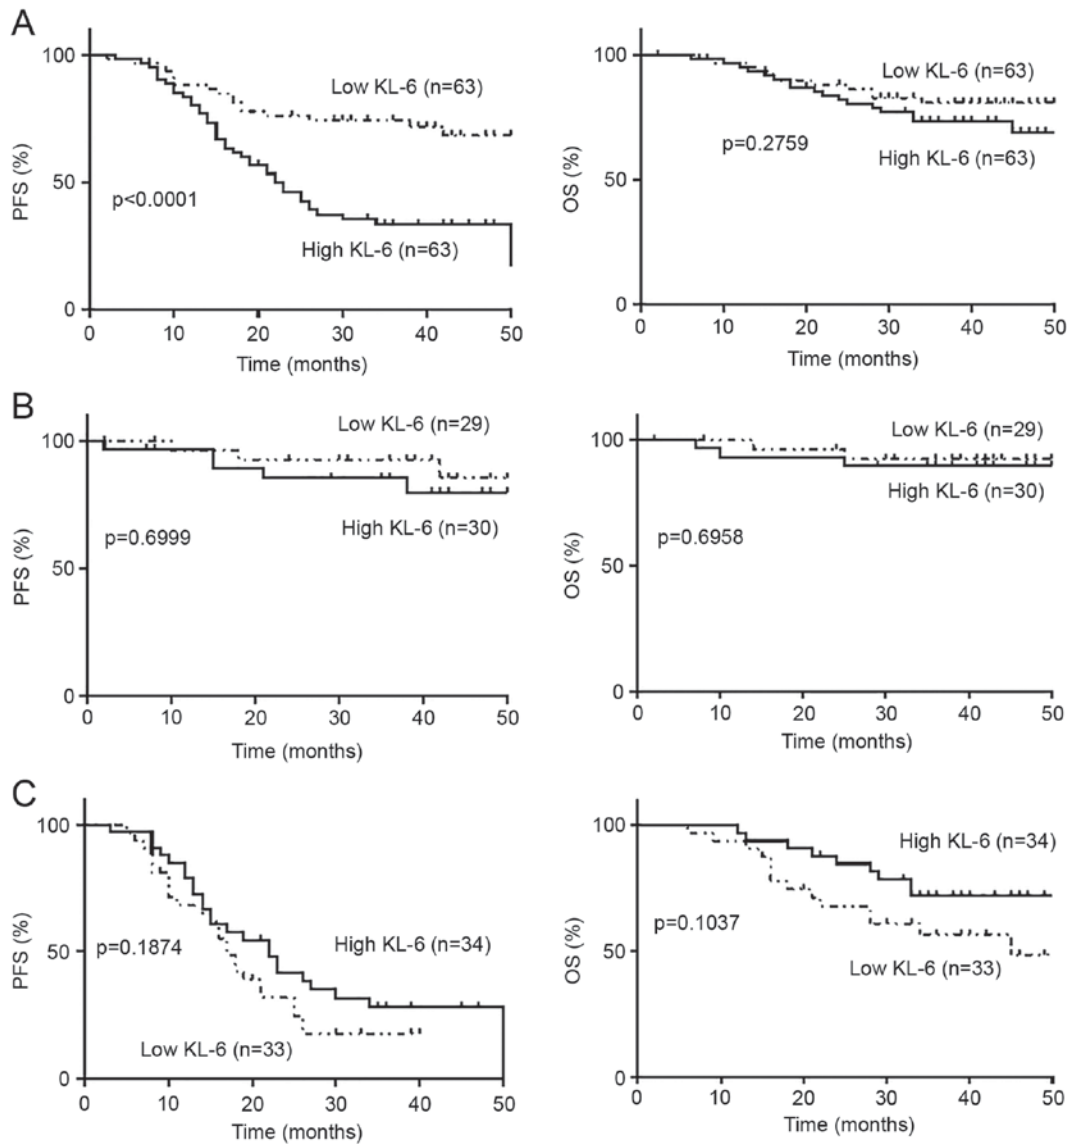 A
100
50
0
PFS (%)
Low KL-6 (n=63)
p<0.0001
High KL-6 (n=63)
0 10 20 30 40 50
Time (months)
100
50
0
OS (%)
Low KL-6 (n=63)
p=0.2759
High KL-6 (n=63)
0 10 20 30 40 50
Time (months)
B
100
50
0
PFS (%)
Low KL-6 (n=29)
High KL-6 (n=30)
p=0.6999
0 10 20 30 40 50
Time (months)
100
50
0
OS (%)
Low KL-6 (n=29)
High KL-6 (n=30)
p=0.6958
0 10 20 30 40 50
Time (months)
C
100
50
0
PFS (%)
p=0.1874
High KL-6 (n=34)
Low KL-6 (n=33)
0 10 20 30 40 50
Time (months)
100
50
0
OS (%)
High KL-6 (n=34)
p=0.1037
Low KL-6 (n=33)
0 10 20 30 40 50
Time (months)